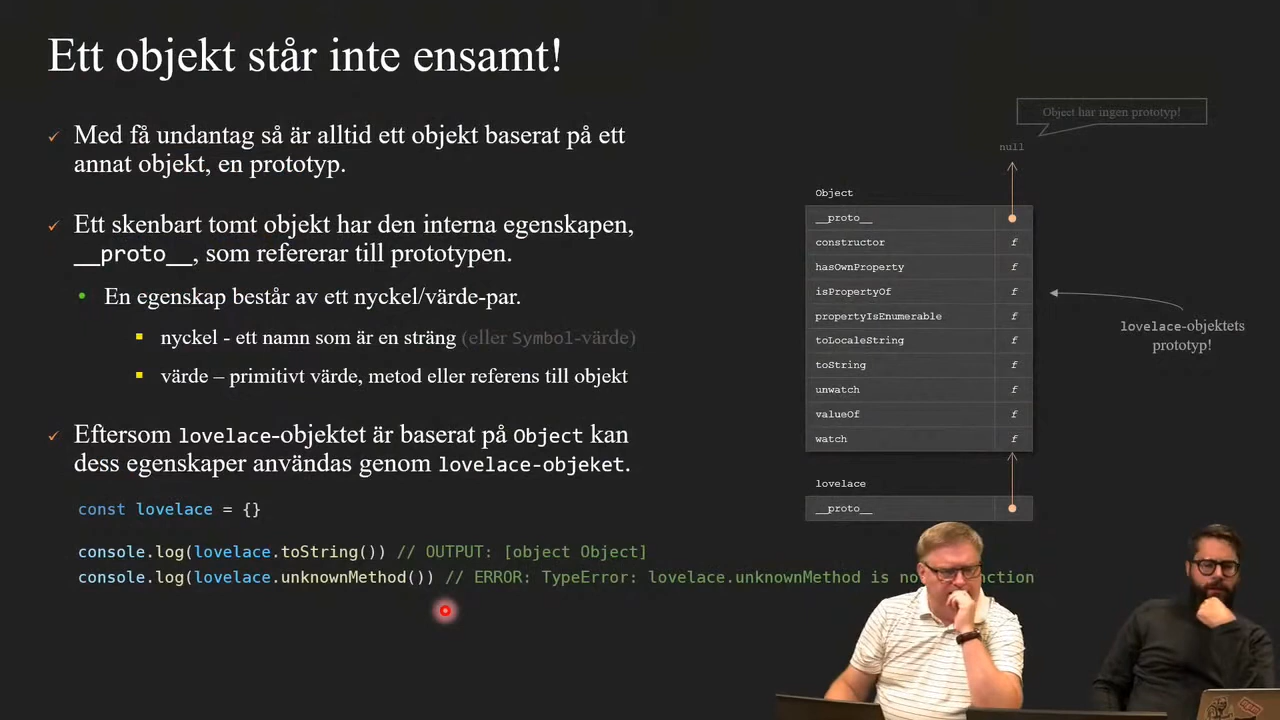 Ett objekt står inte ensamt!
Med få undantag så är alltid ett objekt baserat på ett
annat objekt, en prototyp.
Ett skenbart tomt objekt har den interna egenskapen,
__proto__, som refererar till prototypen.
En egenskap består av ett nyckel/värde-par.
nyckel - ett namn som är en sträng (eller Symbol-värde)
värde – primitivt värde, metod eller referens till objekt
Eftersom lovelace-objektet är baserat på Object kan
dess egenskaper användas genom lovelace-objeket.
const lovelace = {}
console.log(lovelace.toString()) // OUTPUT: [object Object]
console.log(lovelace.unknownMethod()) // ERROR: TypeError: lovelace.unknownMethod is no nction
Object har ingen prototyp!
null
Object
__proto__
constructor f
hasOwnProperty f
isPropertyOf f
propertyIsEnumerable f
toLocaleString f
toString f
unwatch f
valueOf f
watch f
lovelace-objektets
prototyp!
lovelace
__proto__